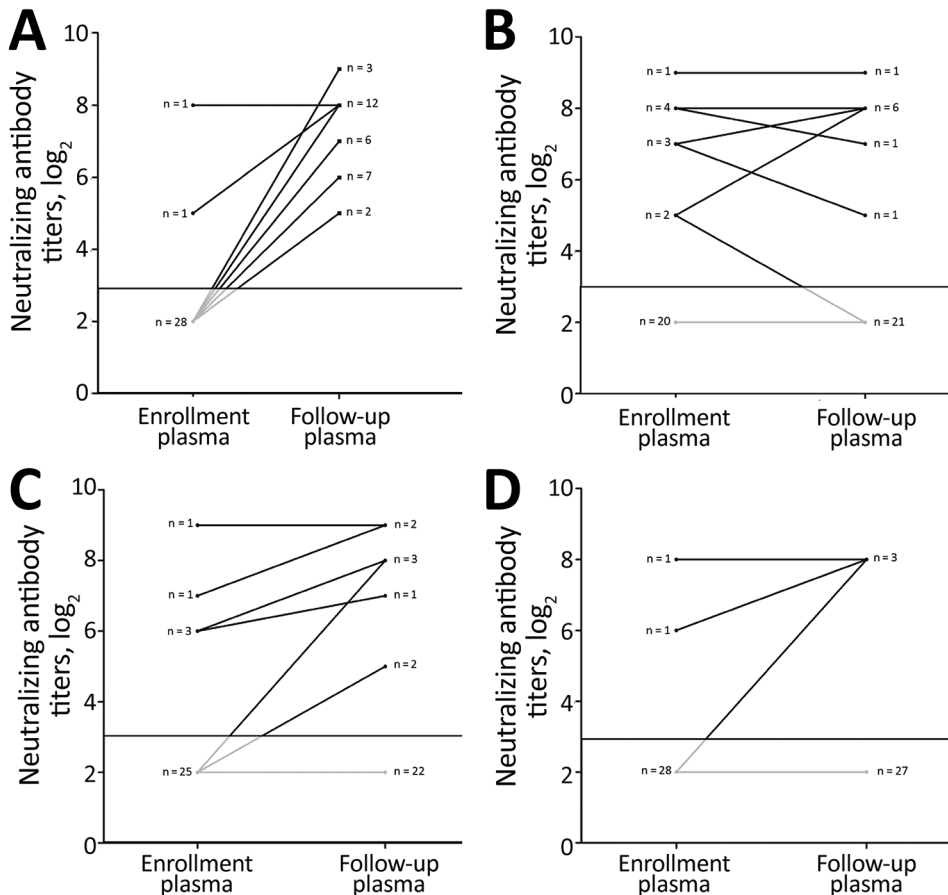 A
Neutralizing antibody
titers, log2
10
8
6
4
2
0
n = 1
n = 1
n = 28
n = 3
n = 12
n = 6
n = 7
n = 2
Enrollment
plasma
Follow-up
plasma
B
Neutralizing antibody
titers, log2
10
8
6
4
2
0
n = 1
n = 4
n = 3
n = 2
n = 20
n = 1
n = 6
n = 1
n = 1
n = 21
Enrollment
plasma
Follow-up
plasma
C
Neutralizing antibody
titers, log2
10
8
6
4
2
0
n = 1
n = 1
n = 3
n = 25
n = 2
n = 3
n = 1
n = 2
n = 22
Enrollment
plasma
Follow-up
plasma
D
Neutralizing antibody
titers, log2
10
8
6
4
2
0
n = 1
n = 1
n = 28
n = 3
n = 27
Enrollment
plasma
Follow-up
plasma